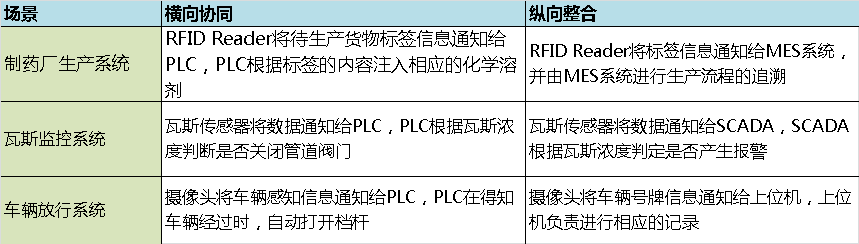 场景
横向协同
纵向整合
制药厂生产系统
RFID Reader将待生产货物标签信息通知给
PLC，PLC根据标签的内容注入相应的化学溶
剂
RFID Reader将标签信息通知给MES系统，
并由MES系统进行生产流程的追溯
瓦斯监控系统
瓦斯传感器将数据通知给PLC，PLC根据瓦斯浓
度判断是否关闭管道阀门
瓦斯传感器将数据通知给SCADA，SCADA
根据瓦斯浓度判定是否产生报警
车辆放行系统
摄像头将车辆感知信息通知给PLC，PLC在得知
车辆经过时，自动打开档杆
摄像头将车辆号牌信息通知给上位机，上位
机负责进行相应的记录